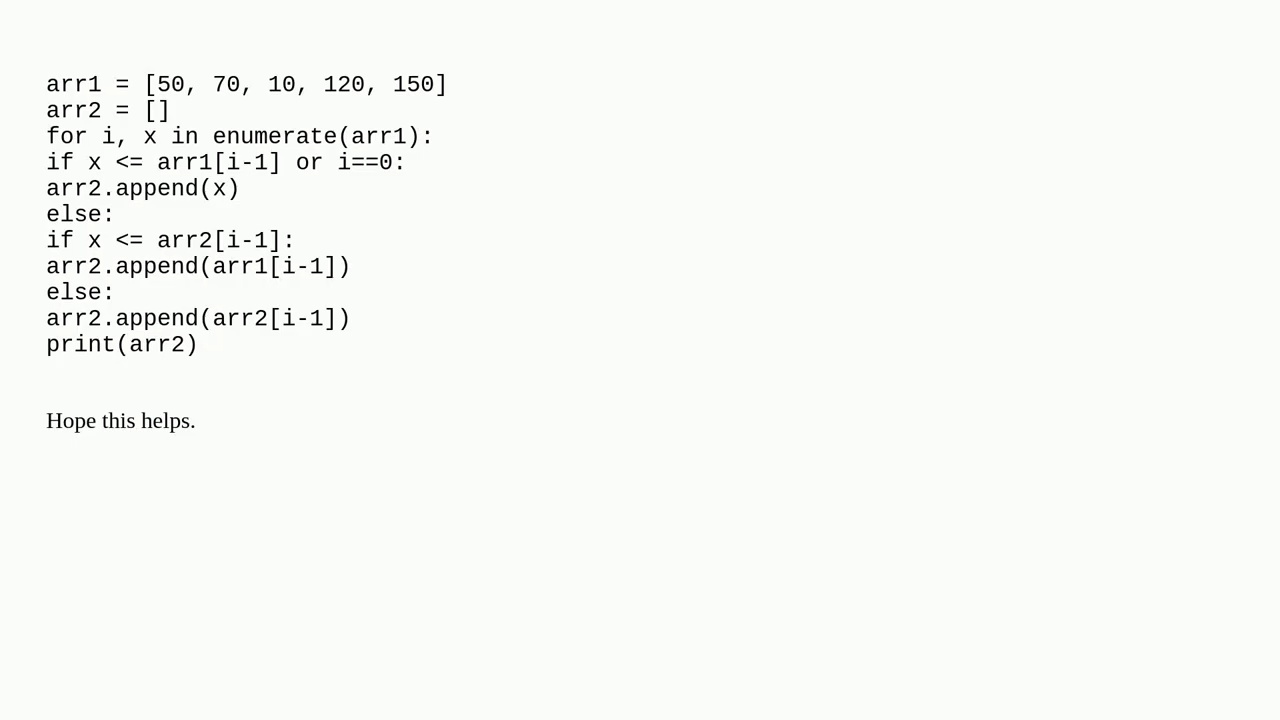 arr1 = [50, 70, 10, 120, 150]
arr2 = []
for i, x in enumerate(arr1):
if x <= arr1[i-1] or i==0:
arr2.append(x)
else:
if x <= arr2[i-1]:
arr2.append(arr1[i-1])
else:
arr2.append(arr2[i-1])
print(arr2)
Hope this helps.